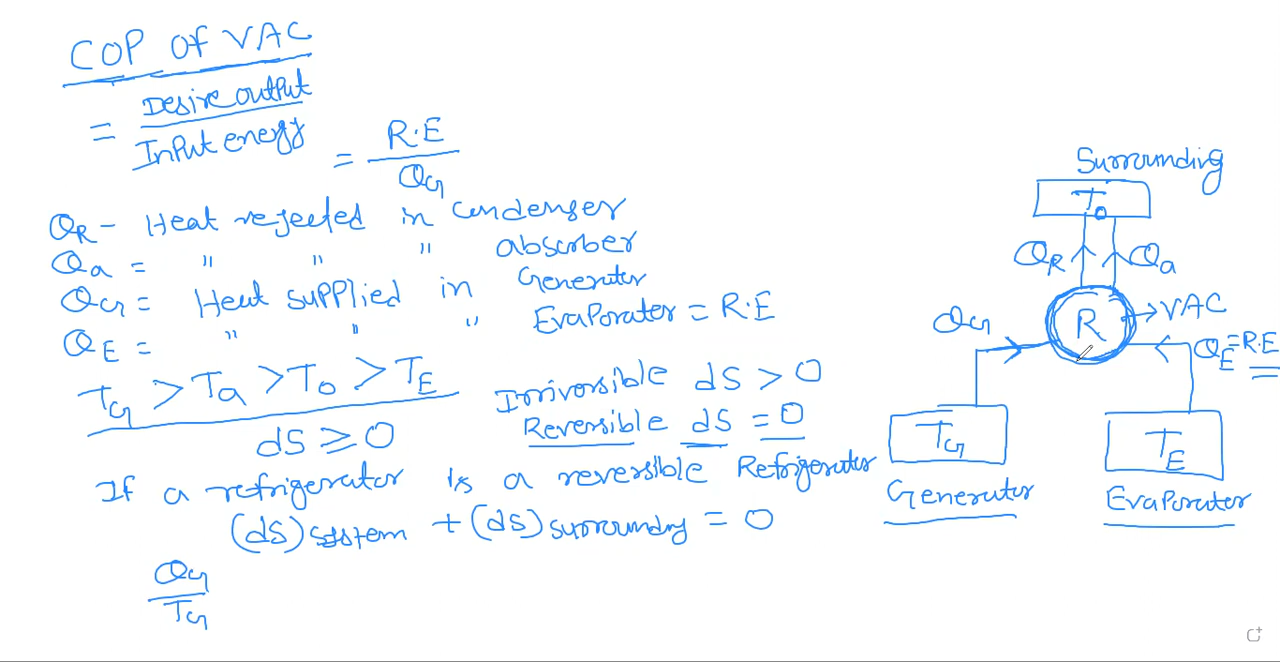 COP of VAC
= Desire output / Input energy = R.E / QG
QR - Heat rejected in condenser
Qa = " " " absorber
QG = Heat supplied in Generator
QE = " " " Evaporater = R.E
TG > Ta > To > TE
Irriversible dS > 0
dS ≥ 0
Reversible dS = 0
If a refrigerator is a reversible Refrigerator
(ds)system + (ds)surrounding = 0
QG / TG
Surrounding
To
QR Qa
QG R → VAC
QE = R.E
TG TE
Generator Evaporator